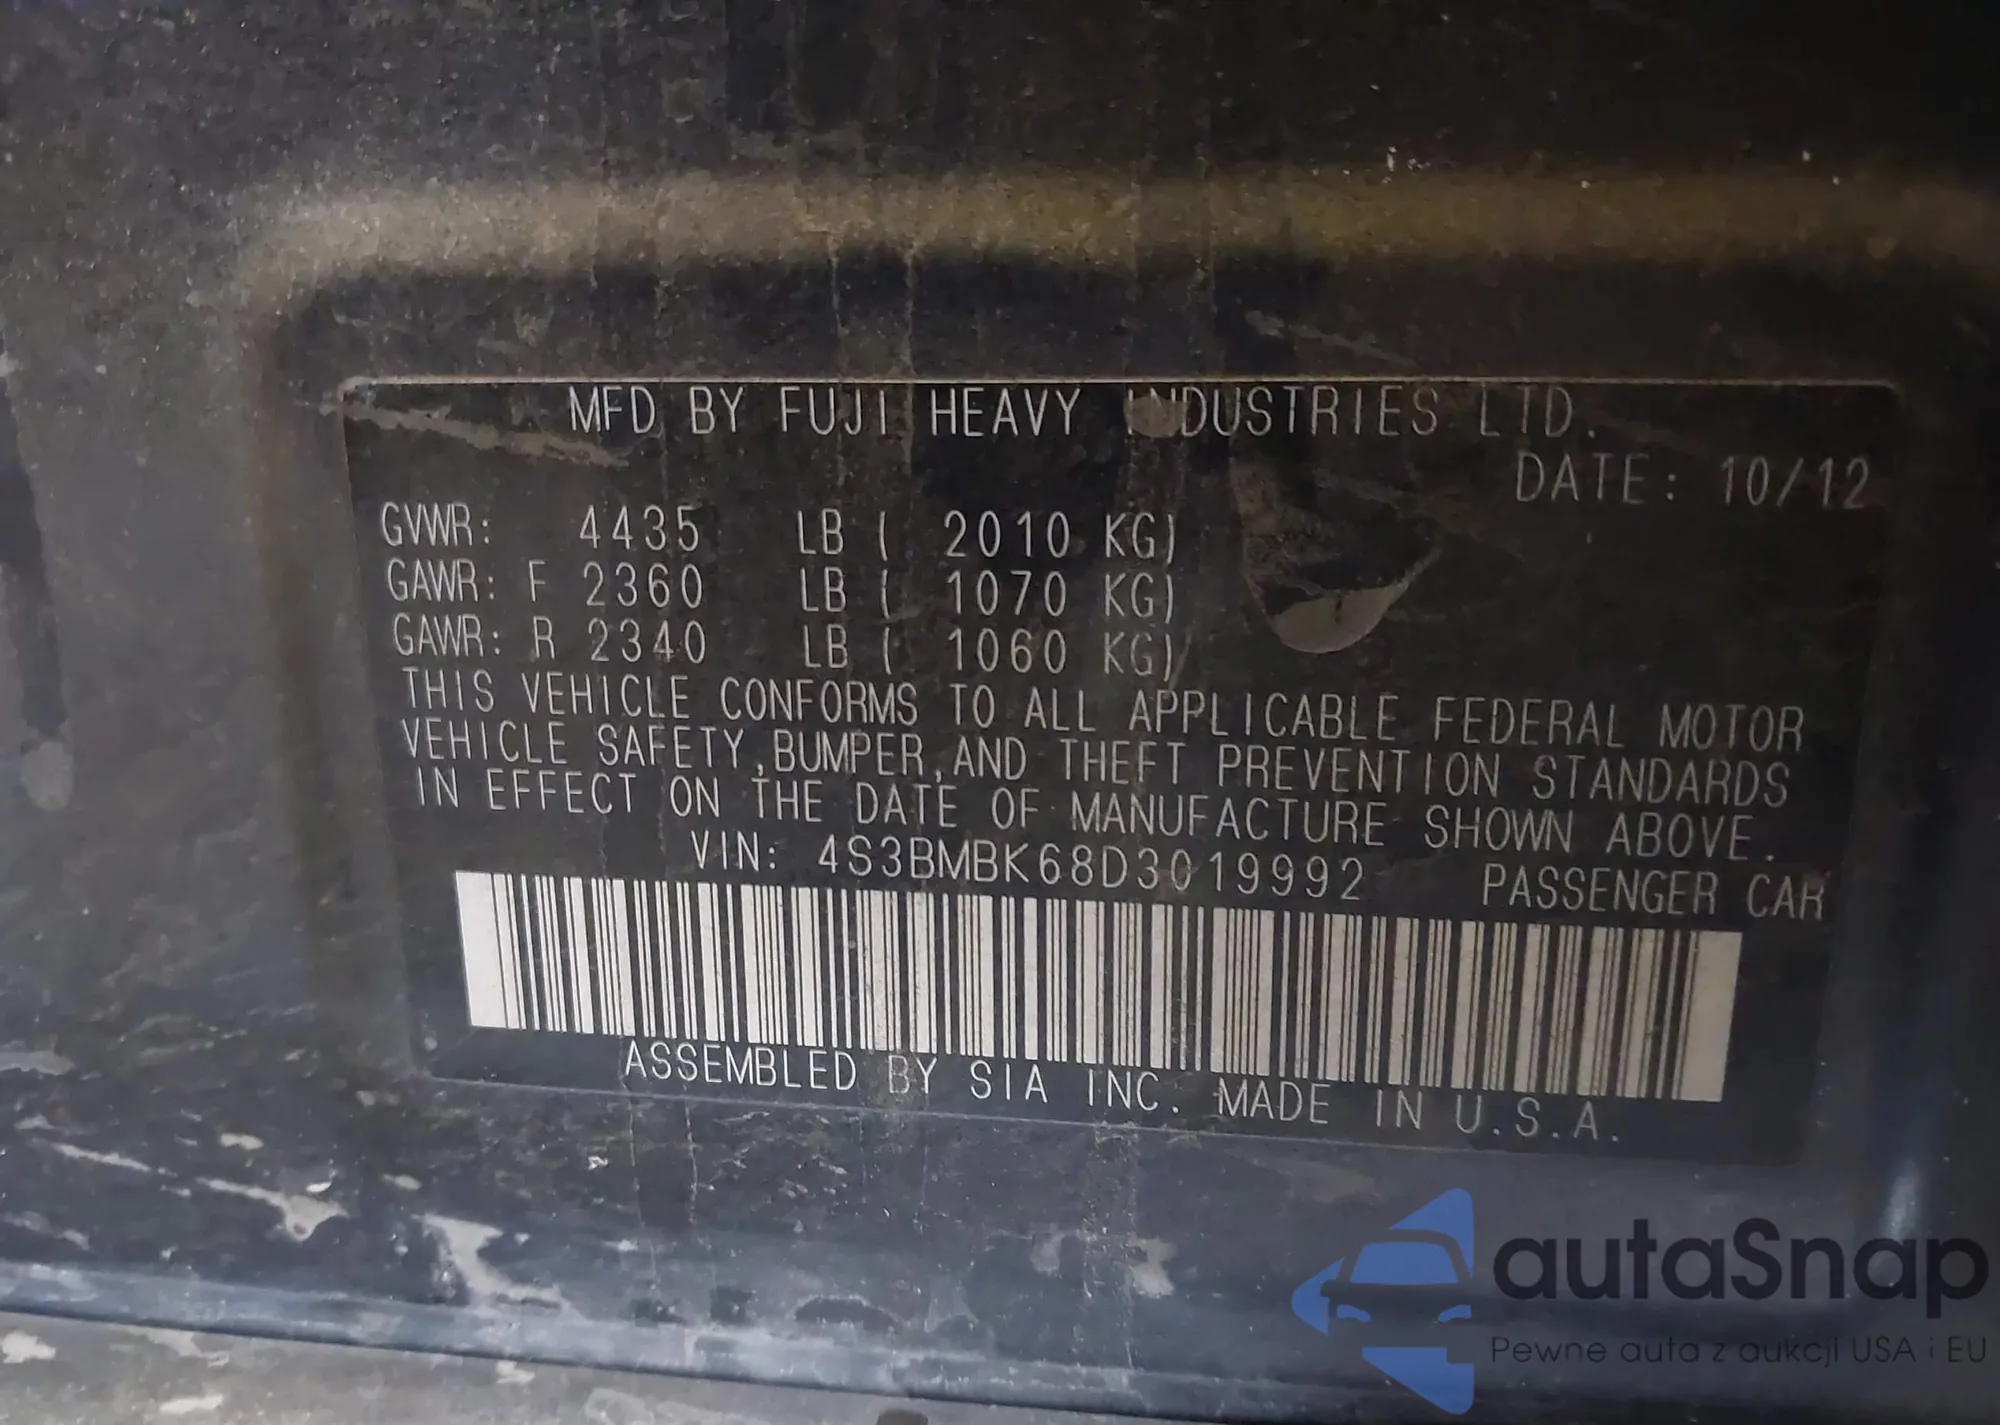 MFD BY FUJI HEAVY INDUSTRIES LTD.
DATE: 10/12
GVWR: 4435 LB ( 2010 KG)
GAWR: F 2360 LB ( 1070 KG)
GAWR: R 2340 LB ( 1060 KG)
THIS VEHICLE CONFORMS TO ALL APPLICABLE FEDERAL MOTOR
VEHICLE SAFETY,BUMPER,AND THEFT PREVENTION STANDARDS
IN EFFECT ON THE DATE OF MANUFACTURE SHOWN ABOVE.
VIN: 4S3BMBK68D3019992 PASSENGER CAR
ASSEMBLED BY SIA INC. MADE IN U.S.A.
autaSnap
Pewne auta z aukcji USA i EU